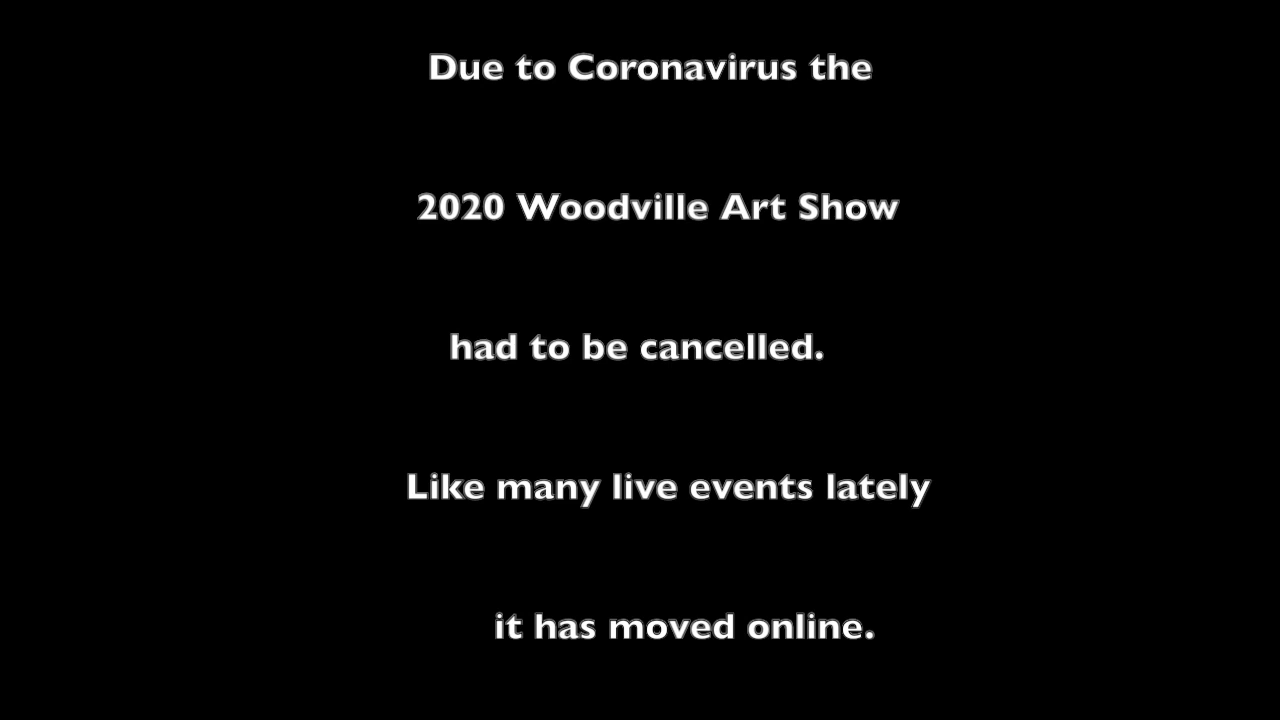 Due to Coronavirus the
2020 Woodville Art Show
had to be cancelled.
Like many live events lately
it has moved online.